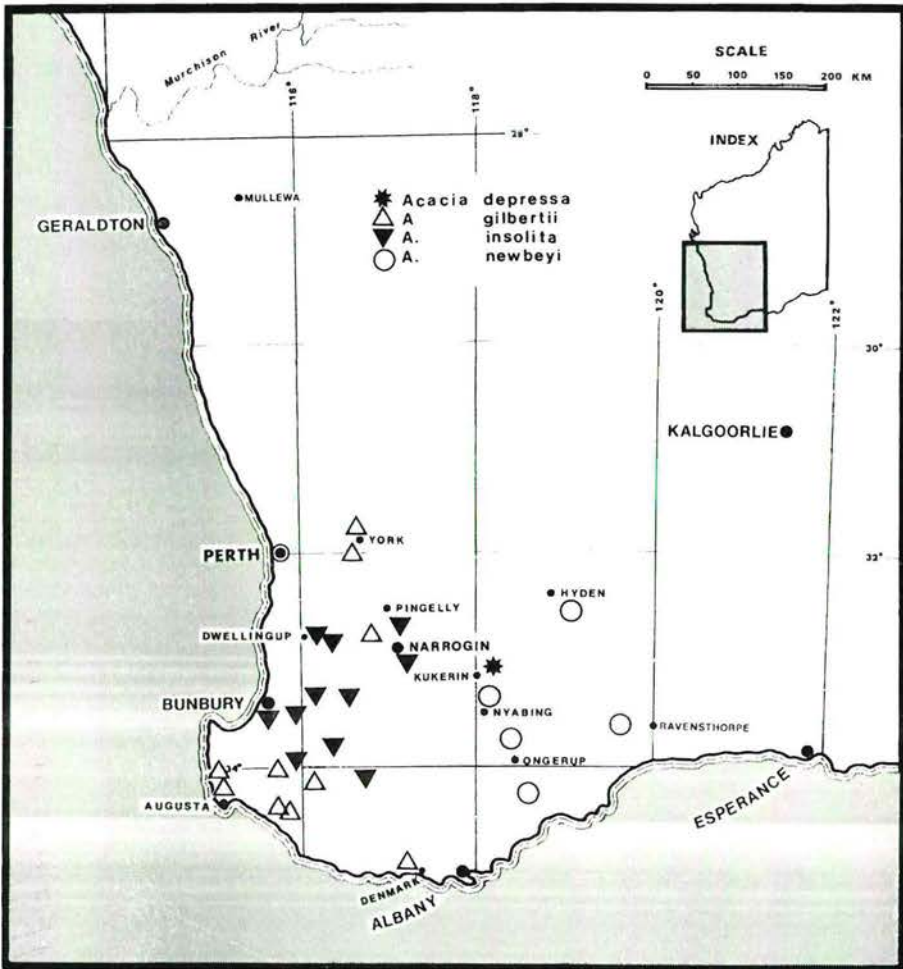 Murchison River
SCALE
0 50 100 150 200 KM
116°
118°
28°
INDEX
MULLEWA
GERALDTON
Acacia depressa
A gilbertii
A. insolita
A. newbeyi
120°
122°
30°
KALGOORLIE
PERTH
YORK
32°
HYDEN
PINGELLY
DWELLINGUP
NARROGIN
KUKERIN
BUNBURY
NYABING
RAVENSTHORPE
ONGERUP
34°
AUGUSTA
ESPERANCE
DENMARK
ALBANY